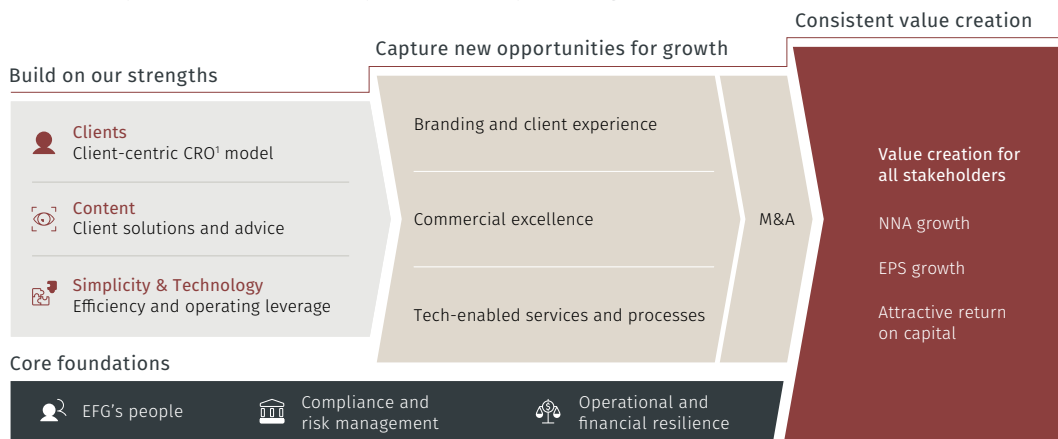 Consistent value creation
Capture new opportunities for growth
Build on our strengths
Clients
Client-centric CRO¹ model
Content
Client solutions and advice
Simplicity & Technology
Efficiency and operating leverage
Branding and client experience
Commercial excellence
Tech-enabled services and processes
M&A
Value creation for
all stakeholders
NNA growth
EPS growth
Attractive return
on capital
Core foundations
EFG's people
Compliance and
risk management
Operational and
financial resilience